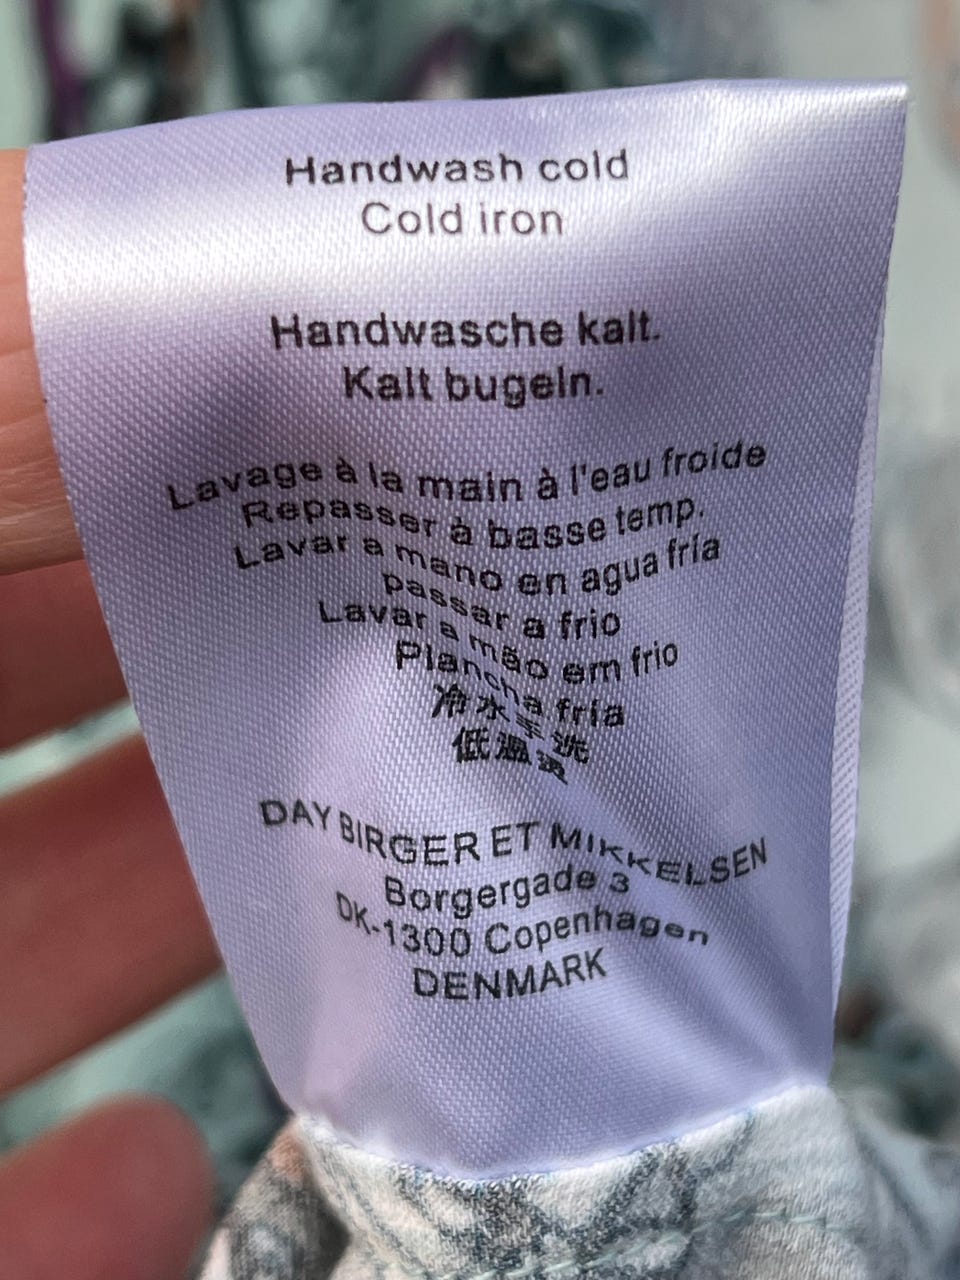 Handwash cold
Cold iron
Handwasche kalt.
Kalt bugeln.
Lavage à la main à l'eau froide
Repasser à basse temp.
Lavar a mano en agua fría
passar a frio
Lavar a mão em frio
Plancha fría
冷水手洗
低溫燙
DAY BIRGER ET MIKKELSEN
Borgergade 3
DK-1300 Copenhagen
DENMARK